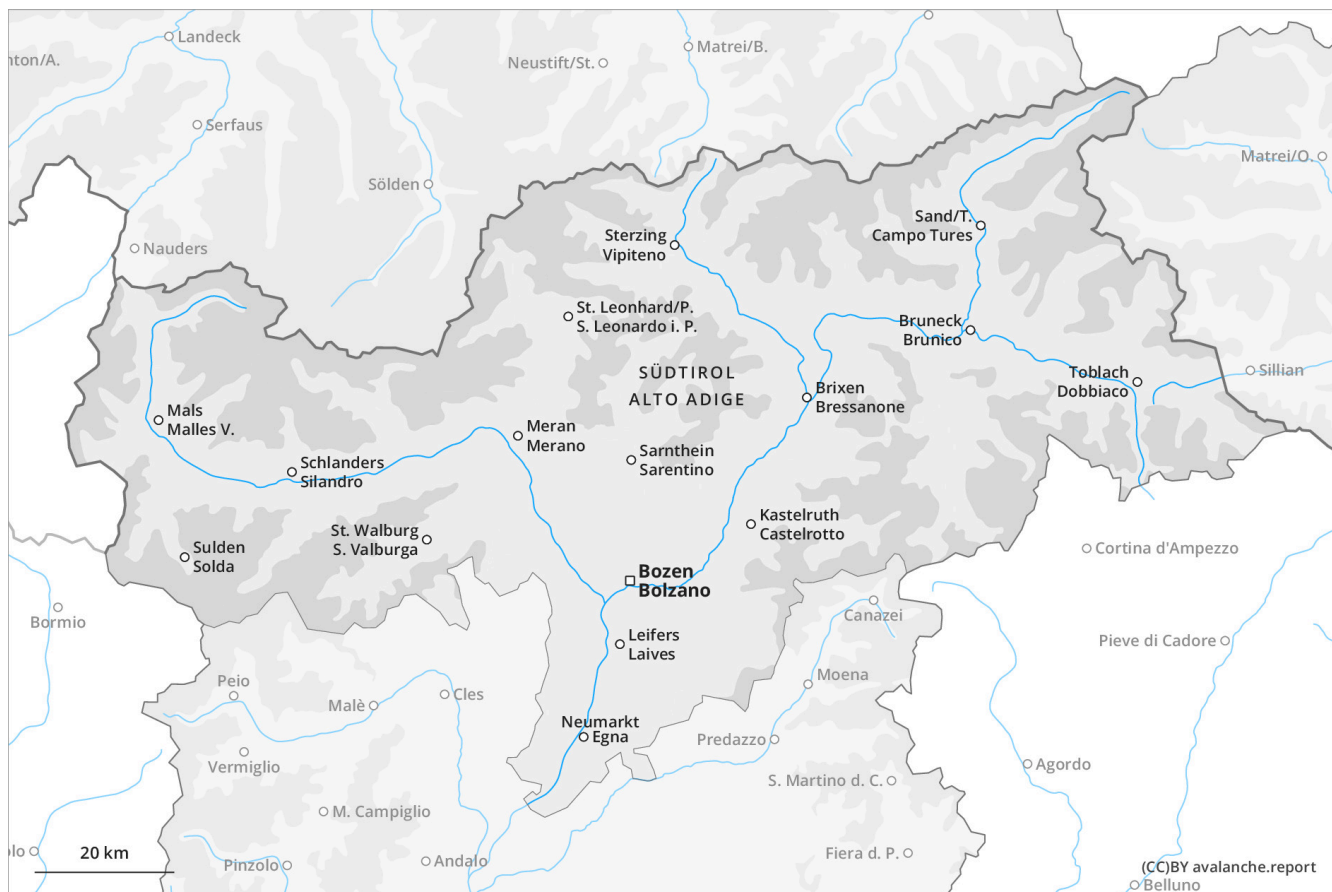 Landeck
nton/A.
Matrei/B.
Neustift/St.
Serfaus
Matrei/O.
Sölden
Sand/T.
Campo Tures
Sterzing
Vipiteno
Nauders
St. Leonhard/P.
S. Leonardo i. P.
Bruneck
Brunico
SÜDTIROL
ALTO ADIGE
Toblach
Dobbiaco
Sillian
Brixen
Bressanone
Mals
Malles V.
Meran
Merano
Sarnthein
Sarentino
Schlanders
Silandro
Kastelruth
Castelrotto
St. Walburg
S. Valburga
Sulden
Solda
Cortina d'Ampezzo
Bozen
Bolzano
Bormio
Canazei
Leifers
Laives
Pieve di Cadore
Peio
Malè
Cles
Moena
Neumarkt
Egna
Predazzo
Vermiglio
Agordo
S. Martino d. C.
M. Campiglio
olo
20 km
Pinzolo
Andalo
Fiera d. P.
(CC)BY avalanche.report
Belluno